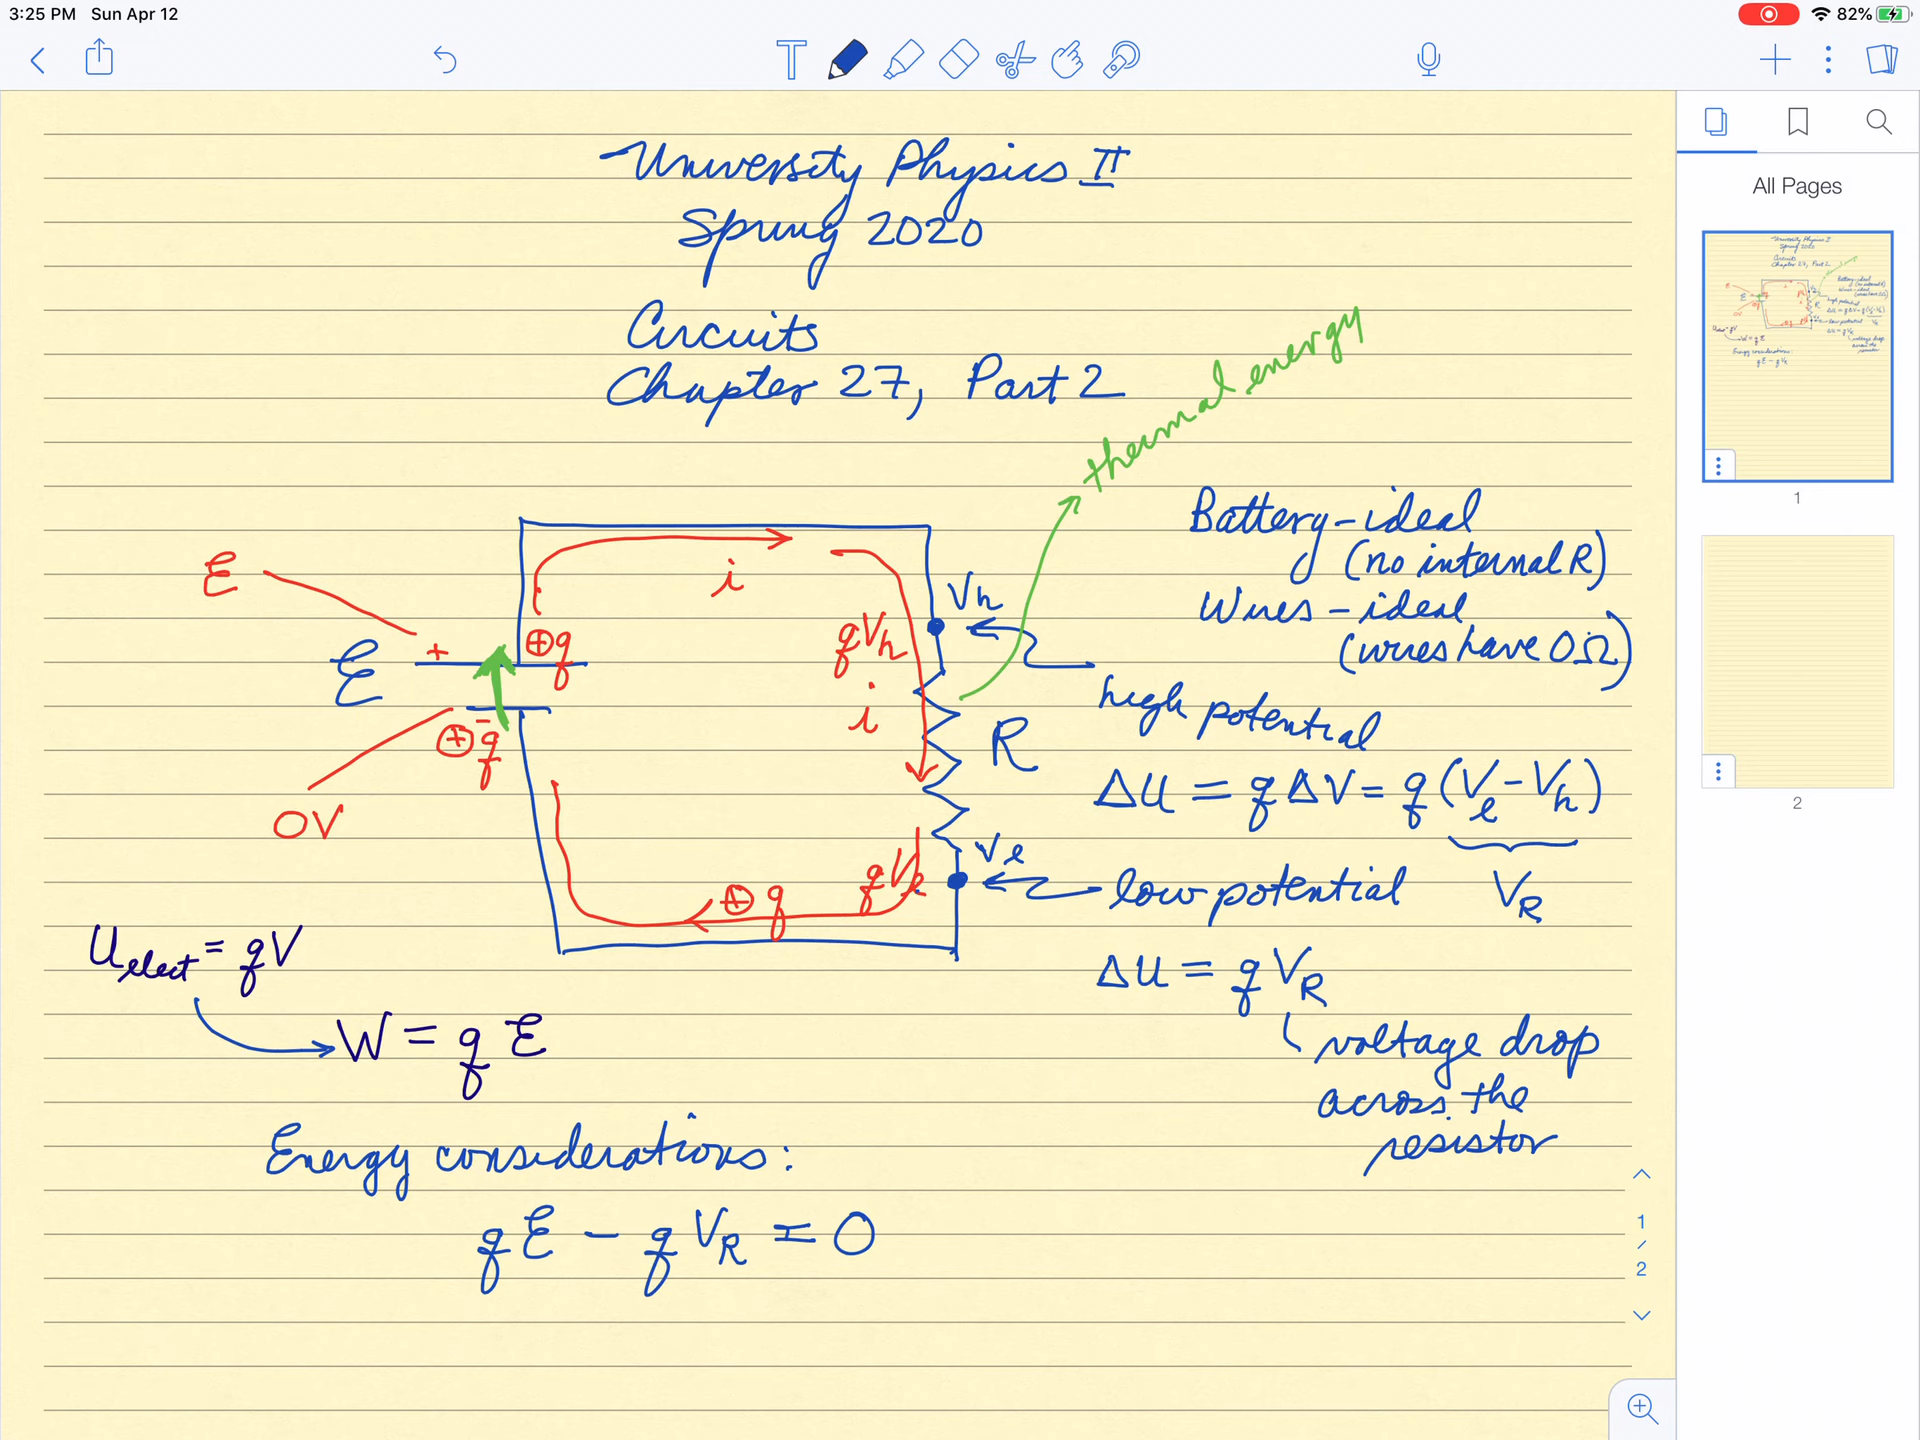 3:25 PM Sun Apr 12
82%
University Physics II
Spring 2020
Circuits
Chapter 27, Part 2
thermal energy
Battery - ideal
(no internal R)
Wires - ideal
(wires have 0Ω)
ℰ
i
Vh
+
⊕q
qVh
ℰ
i
high potential
-
⊕q
R
ΔU = qΔV = q(Vl - Vh)
0V
VR
Vl
qVl
⊕ q
low potential
Uelect = qV
ΔU = qVR
W = qℰ
voltage drop
across the
resistor
Energy considerations:
qℰ - qVR = 0
All Pages
1
2
1
/
2